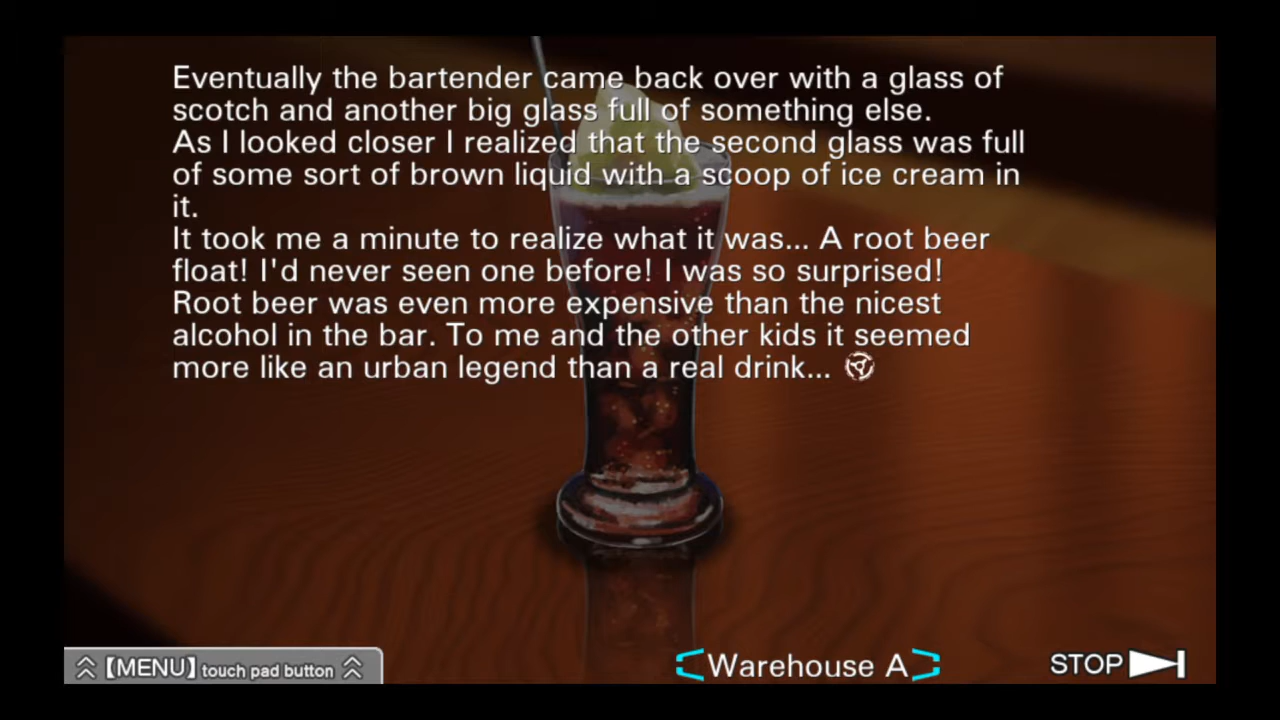 Eventually the bartender came back over with a glass of
scotch and another big glass full of something else.
As I looked closer I realized that the second glass was full
of some sort of brown liquid with a scoop of ice cream in
it.
It took me a minute to realize what it was... A root beer
float! I'd never seen one before! I was so surprised!
Root beer was even more expensive than the nicest
alcohol in the bar. To me and the other kids it seemed
more like an urban legend than a real drink...
【MENU】touch pad button
Warehouse A
STOP